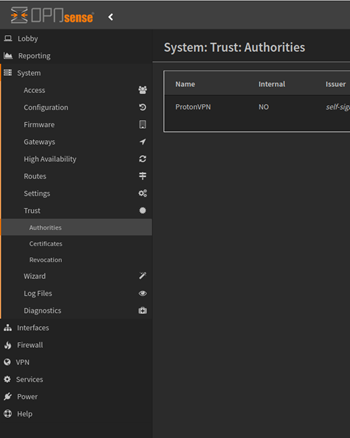 OPNsense
Lobby
Reporting
System
Access
Configuration
Firmware
Gateways
High Availability
Routes
Settings
Trust
Authorities
Certificates
Revocation
Wizard
Log Files
Diagnostics
Interfaces
Firewall
VPN
Services
Power
Help
System: Trust: Authorities
Name Internal Issuer
ProtonVPN NO self-sig